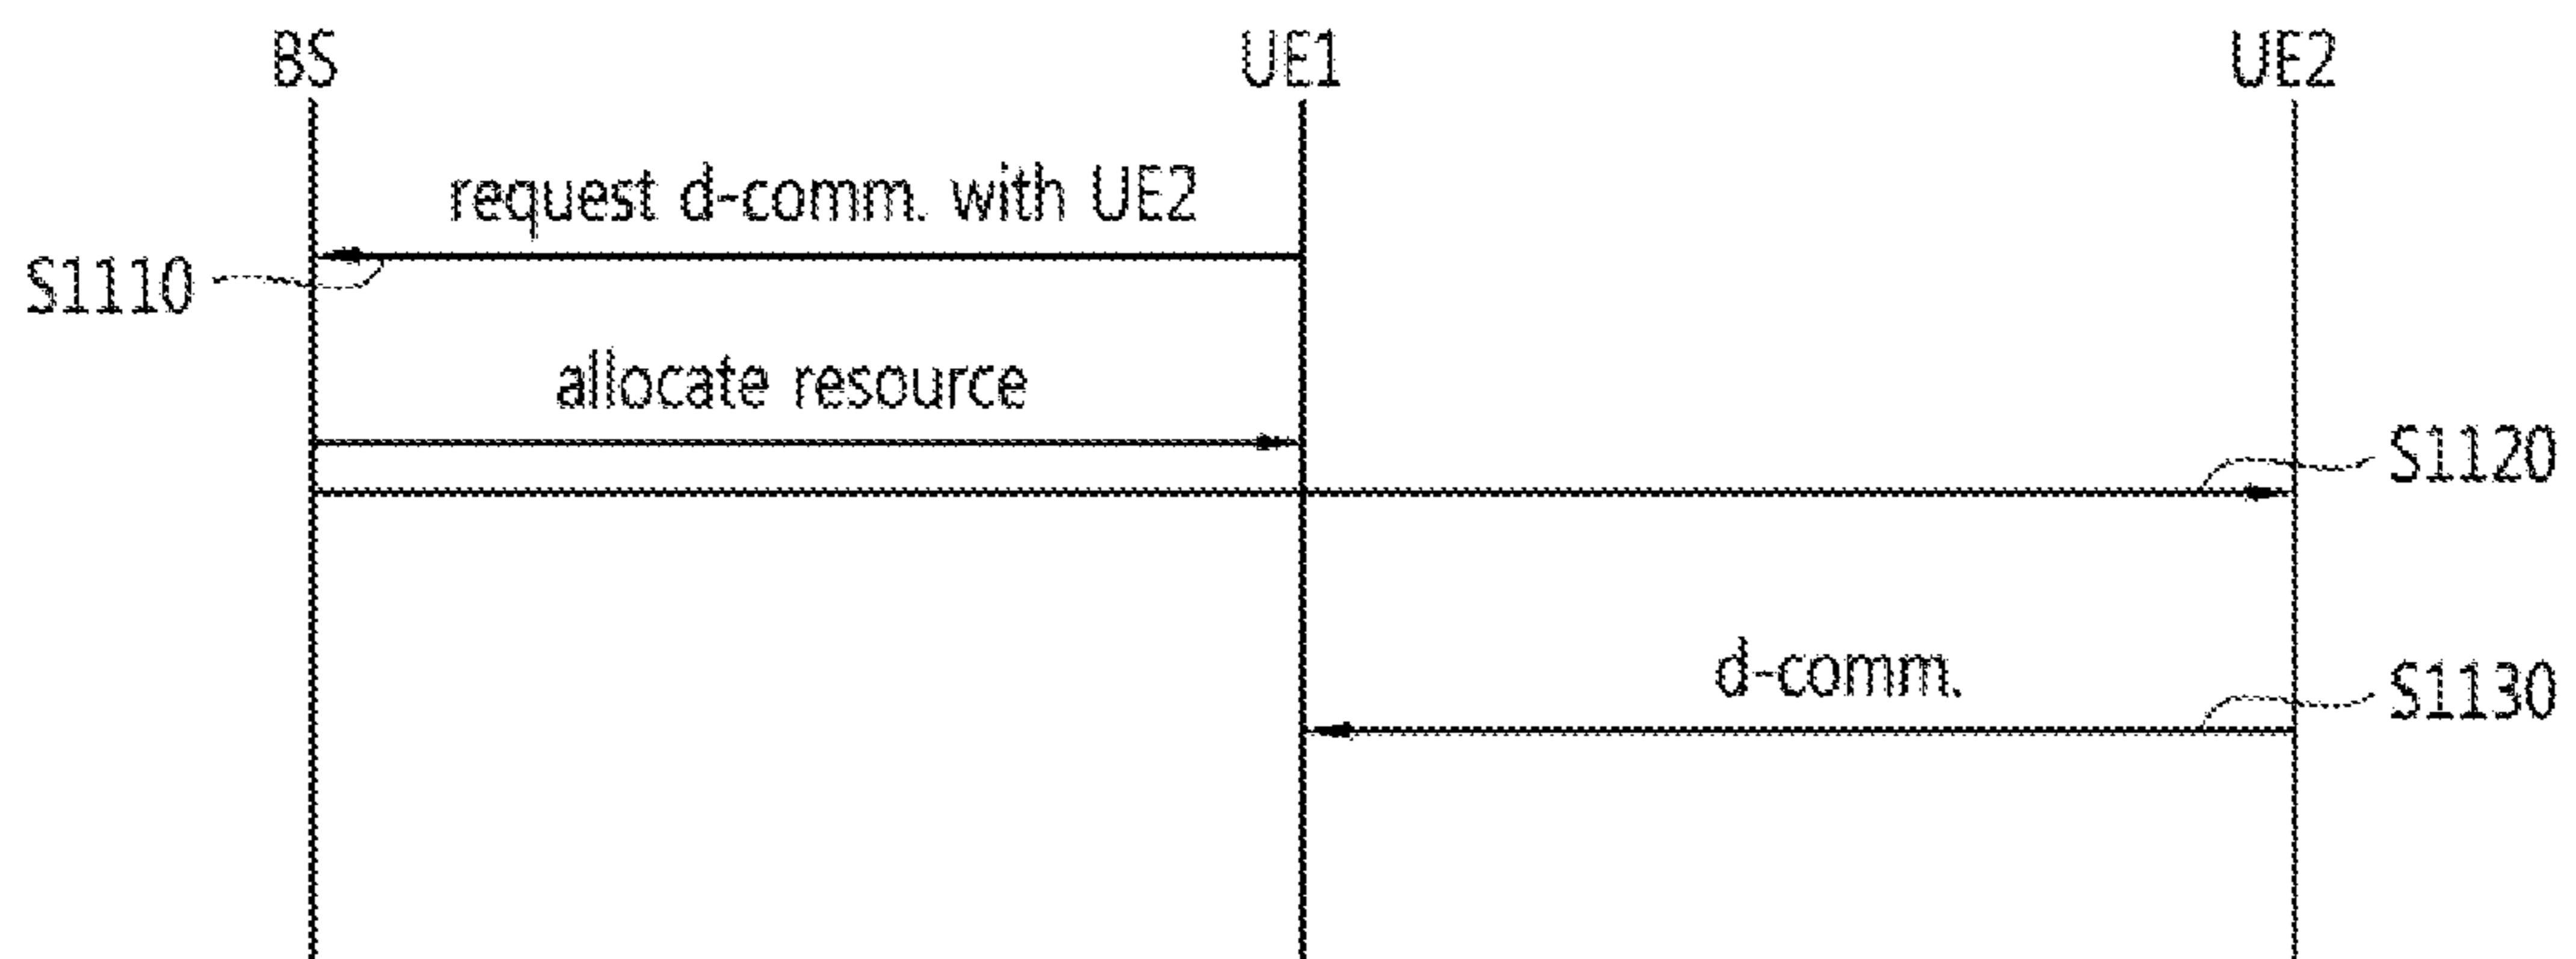 BS UE1 UE2
request d-comm. with UE2
S1110
allocate resource
S1120
d-comm.
S1130